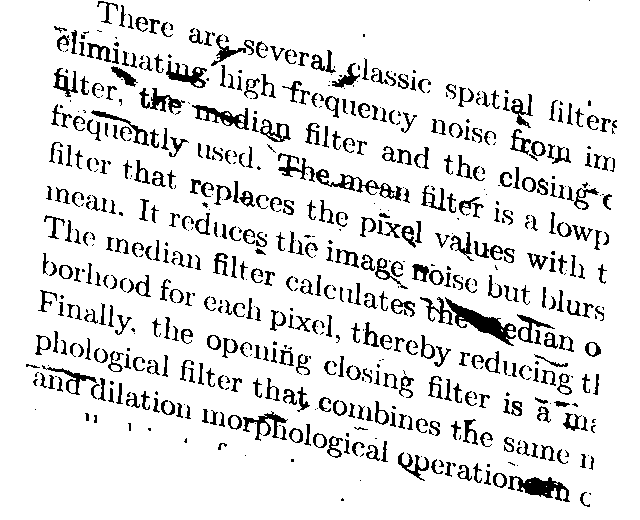 There are several classic spatial filters
eliminating high frequency noise from im
filter, the median filter and the closing
frequently used. The mean filter is a lowp
filter that replaces the pixel values with t
mean. It reduces the image noise but blurs
The median filter calculates the median o
borhood for each pixel, thereby reducing th
Finally, the opening closing filter is a ma
phological filter that combines the same n
and dilation morphological operations in